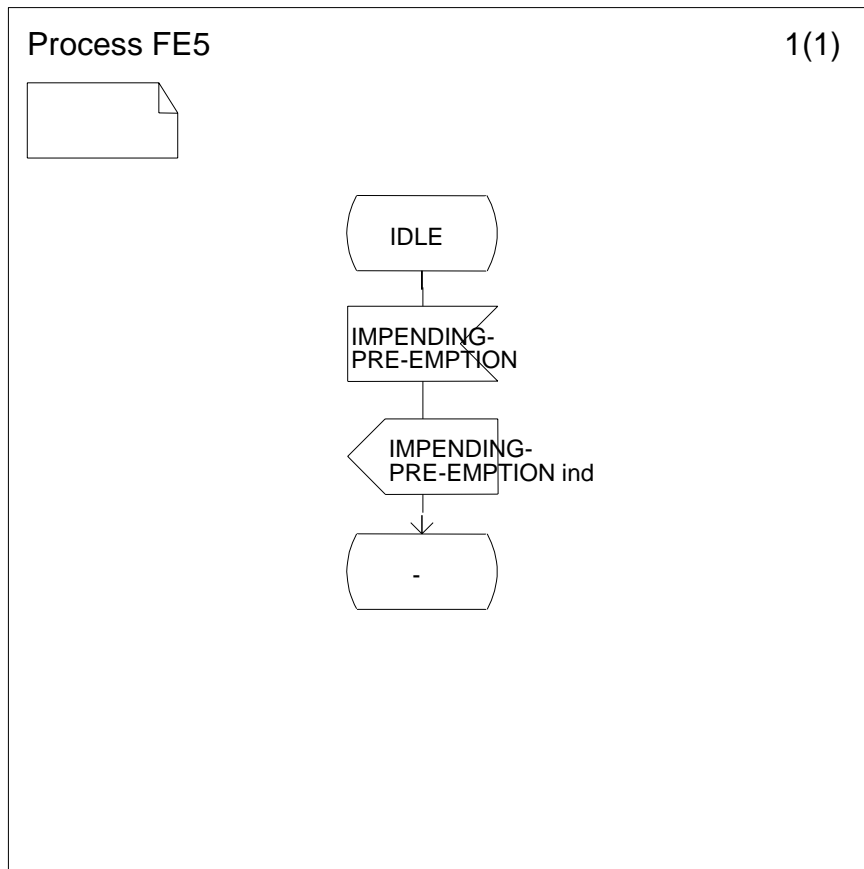 Process FE5
1(1)
IDLE
IMPENDING-
PRE-EMPTION
IMPENDING-
PRE-EMPTION ind
-